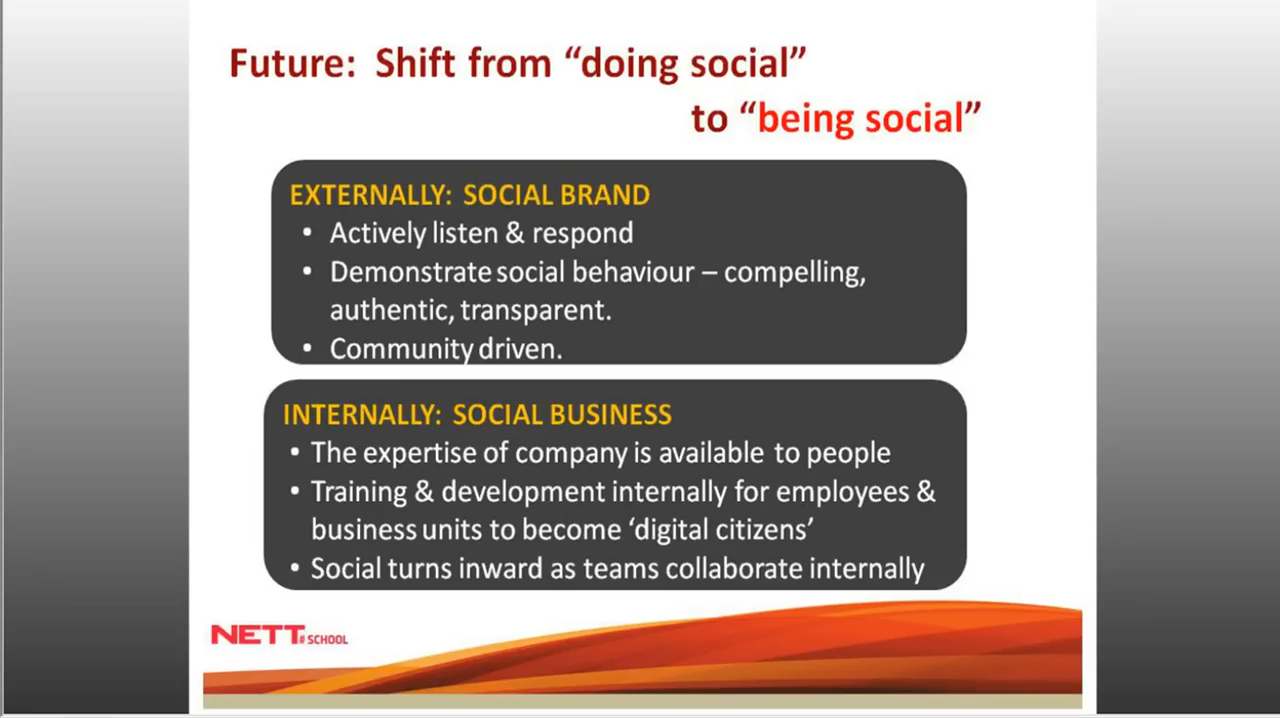 Future: Shift from “doing social”
to “being social”
EXTERNALLY: SOCIAL BRAND
• Actively listen & respond
• Demonstrate social behaviour – compelling,
authentic, transparent.
• Community driven.
INTERNALLY: SOCIAL BUSINESS
• The expertise of company is available to people
• Training & development internally for employees &
business units to become ‘digital citizens’
• Social turns inward as teams collaborate internally
NETT#SCHOOL